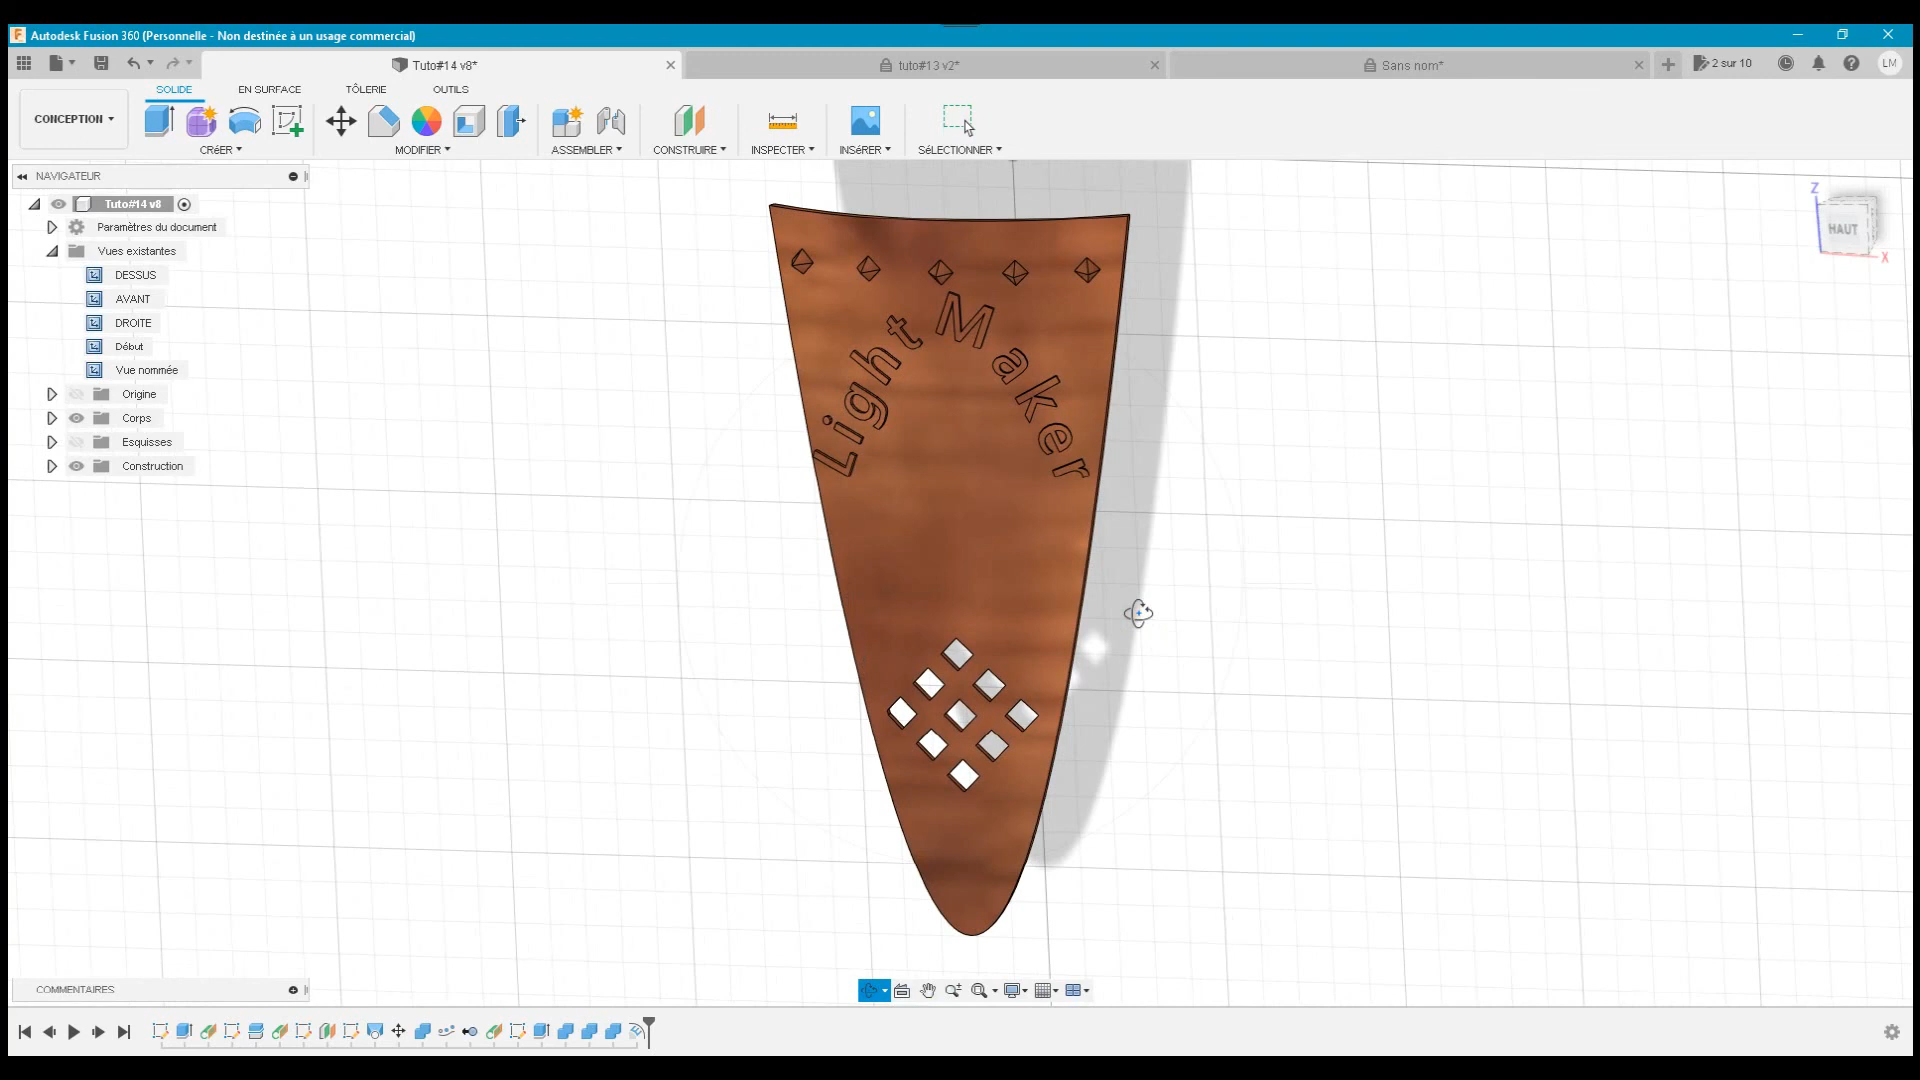 Autodesk Fusion 360 (Personnelle - Non destinée à un usage commercial)
Tuto#14 v8*
tuto#13 v2*
Sans nom*
2 sur 10
LM
CONCEPTION
SOLIDE
EN SURFACE
TÔLERIE
OUTILS
CRéER
MODIFIER
ASSEMBLER
CONSTRUIRE
INSPECTER
INSéRER
SéLECTIONNER
NAVIGATEUR
Tuto#14 v8
Paramètres du document
Vues existantes
DESSUS
AVANT
DROITE
Début
Vue nommée
Origine
Corps
Esquisses
Construction
Light Maker
Z
HAUT
X
COMMENTAIRES